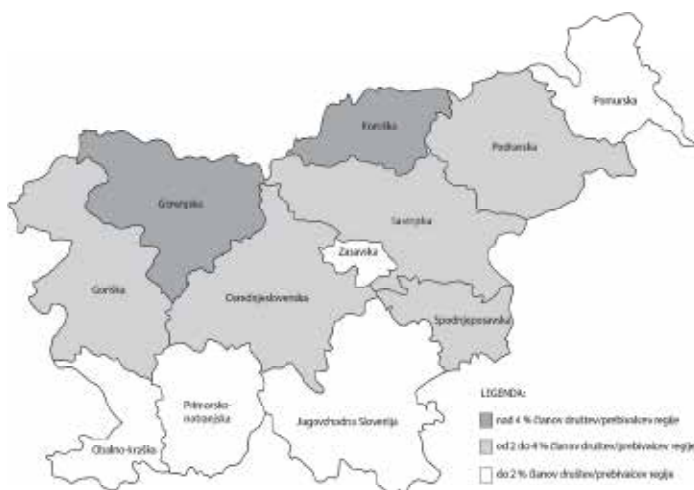 Pomurska
Koroška
Podravska
Gorenjska
Savinjska
Zasavska
Goriška
Osrednjeslovenska
Spodnjeposavska
Primorsko-
notranjska
Jugovzhodna Slovenija
Obalno-kraška
LEGENDA:
nad 4 % članov društev/prebivalcev regije
od 2 do 4 % članov društev/prebivalcev regije
do 2 % članov društev/prebivalcev regije